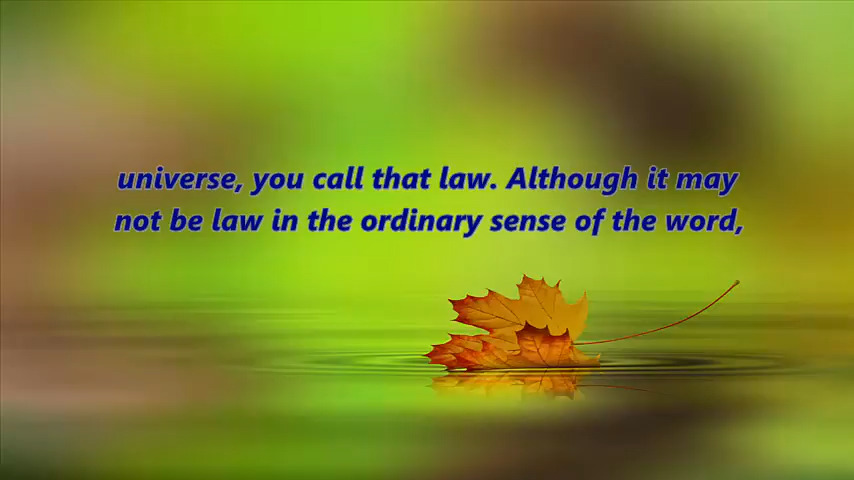 universe, you call that law. Although it may
not be law in the ordinary sense of the word,